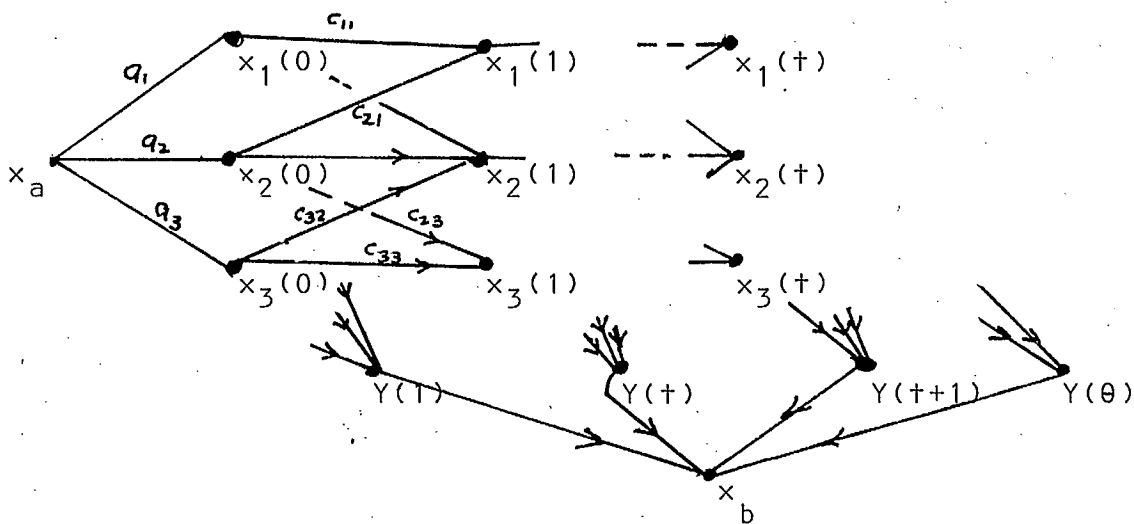 c₁₁
q₁ x₁(0) x₁(1) x₁(t)
c₂₁
q₂
xₐ x₂(0) x₂(1) x₂(t)
q₃ c₃₂ c₂₃
c₃₃
x₃(0) x₃(1) x₃(t)
Y(1) Y(t) Y(t+1) Y(θ)
x_b